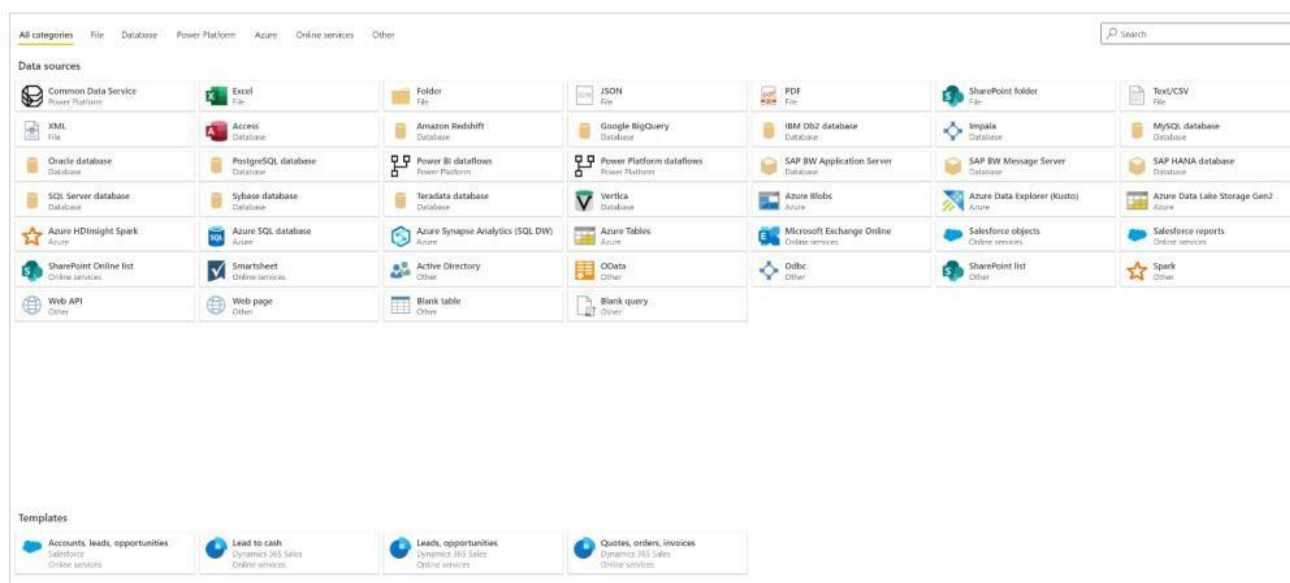 All categories File Database Power Platform Azure Online services Other
Search
Data sources
Common Data Service Excel Folder JSON PDF SharePoint folder Text/CSV
Power Platform File File File File File File
XML Access Amazon Redshift Google BigQuery IBM Db2 database Impala MySQL database
File Database Database Database Database Database Database
Oracle database PostgreSQL database Power BI dataflows Power Platform dataflows SAP BW Application Server SAP BW Message Server SAP HANA database
Database Database Power Platform Power Platform Database Database Database
SQL Server database Sybase database Teradata database Vertica Azure Blobs Azure Data Explorer (Kusto) Azure Data Lake Storage Gen2
Database Database Database Database Azure Azure Azure
Azure HDInsight Spark Azure SQL database Azure Synapse Analytics (SQL DW) Azure Tables Microsoft Exchange Online Salesforce objects Salesforce reports
Azure Azure Azure Azure Online services Online services Online services
SharePoint Online list Smartsheet Active Directory OData Odbc SharePoint list Spark
Online services Online services Other Other Other Other Other
Web API Web page Blank table Blank query
Other Other Other Other
Templates
Accounts, leads, opportunities Lead to cash Leads, opportunities Quotes, orders, invoices
Salesforce Dynamics 365 Sales Dynamics 365 Sales Dynamics 365 Sales
Online services Online services Online services Online services